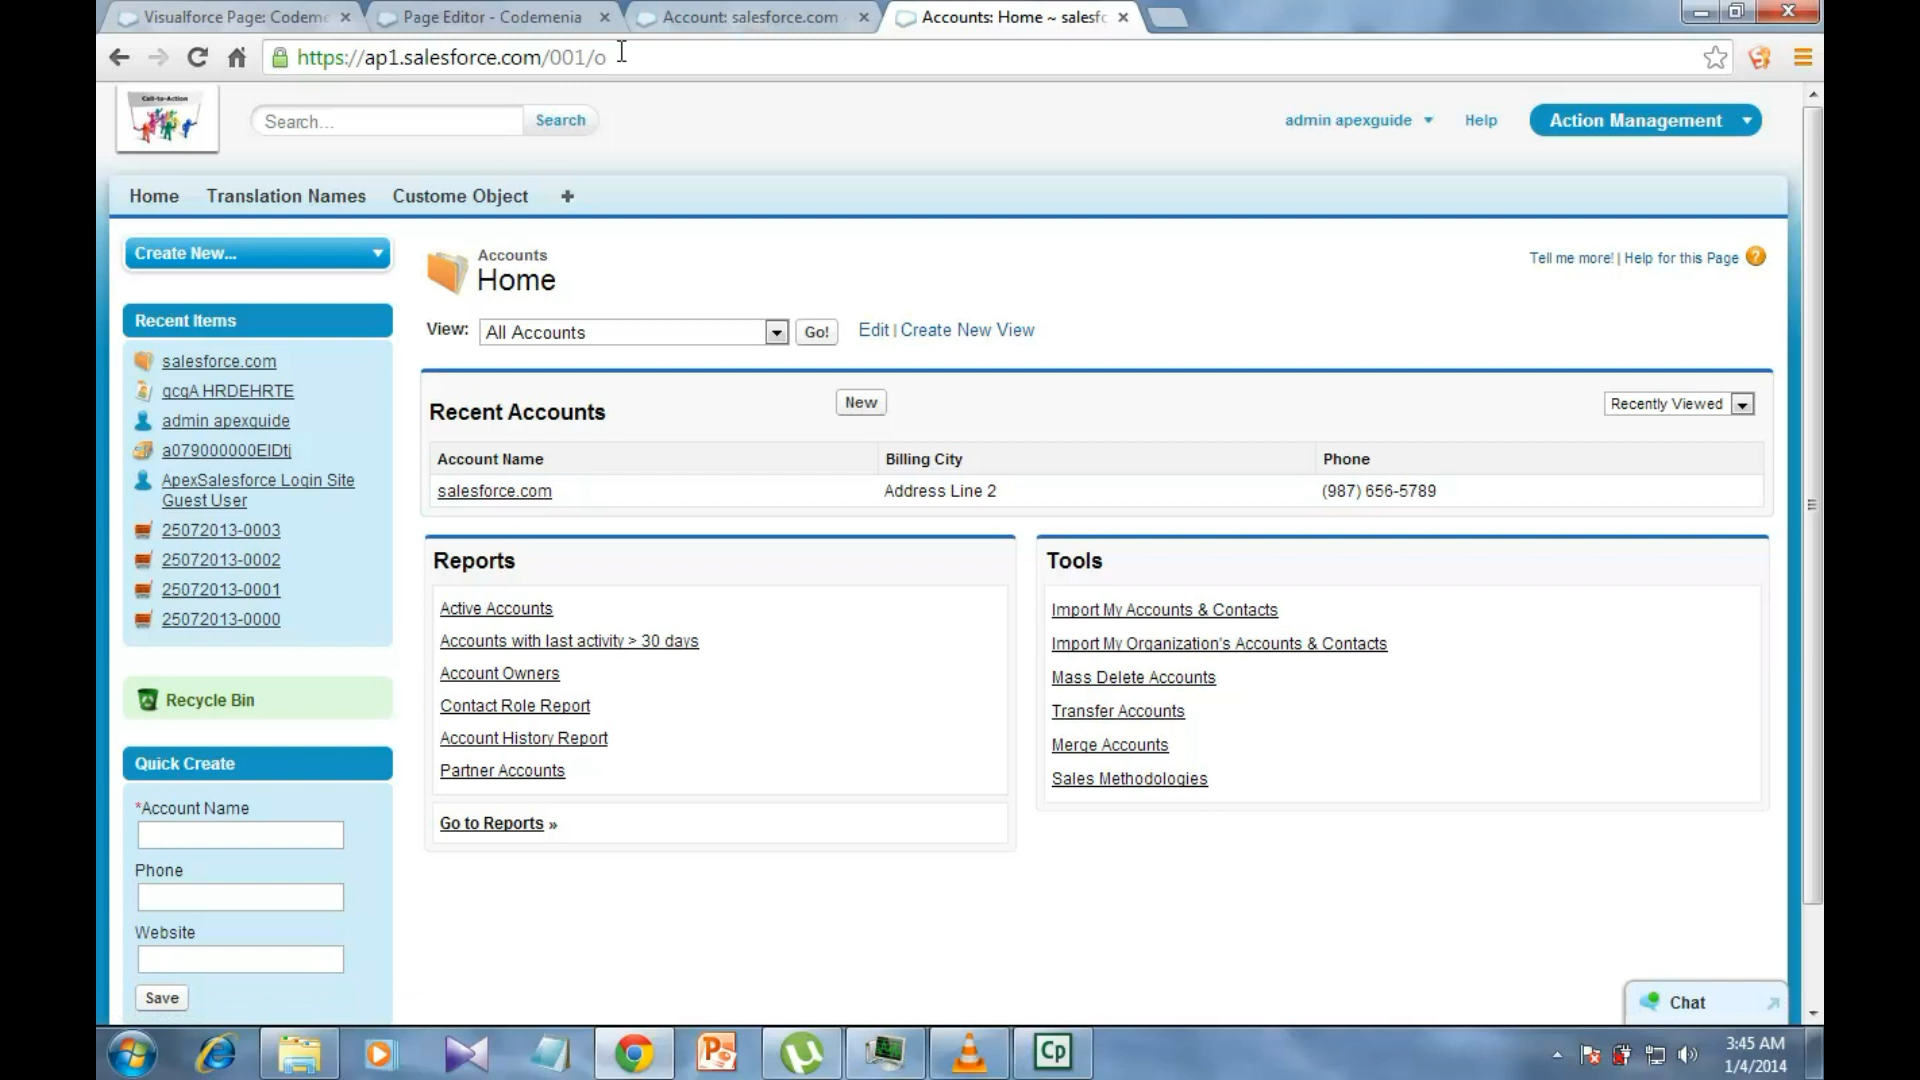 Visualforce Page: Codeme
Page Editor - Codemenia
Account: salesforce.com
Accounts: Home ~ salesfc
https://ap1.salesforce.com/001/o
Call-to-Action
Search...
Search
admin apexguide
Help
Action Management
Home
Translation Names
Custome Object
Create New...
Accounts
Home
Tell me more! | Help for this Page
View:
All Accounts
Go!
Edit | Create New View
Recent Items
salesforce.com
qcqA HRDEHRTE
admin apexguide
a079000000EIDtj
ApexSalesforce Login Site
Guest User
25072013-0003
25072013-0002
25072013-0001
25072013-0000
Recycle Bin
Quick Create
*Account Name
Phone
Website
Save
Recent Accounts
New
Recently Viewed
Account Name
Billing City
Phone
salesforce.com
Address Line 2
(987) 656-5789
Reports
Active Accounts
Accounts with last activity > 30 days
Account Owners
Contact Role Report
Account History Report
Partner Accounts
Go to Reports »
Tools
Import My Accounts & Contacts
Import My Organization's Accounts & Contacts
Mass Delete Accounts
Transfer Accounts
Merge Accounts
Sales Methodologies
Chat
Cp
3:45 AM
1/4/2014